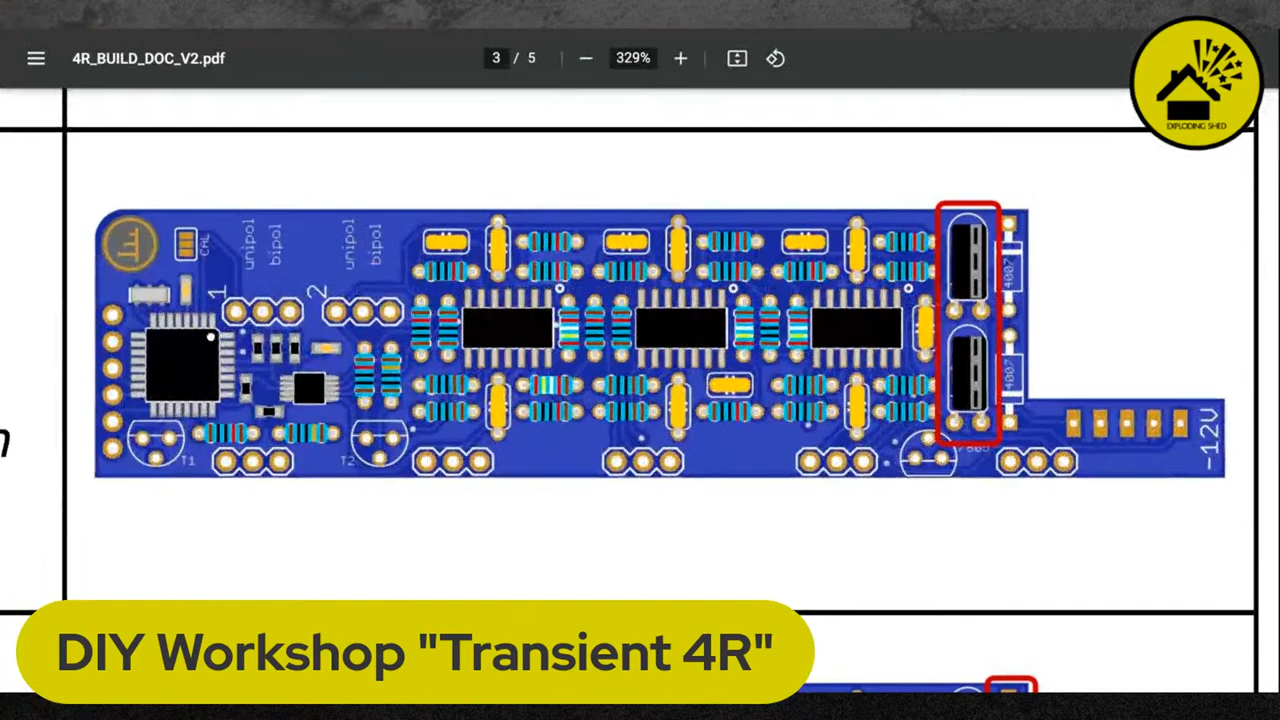 4R_BUILD_DOC_V2.pdf
3 / 5
329%
EXPLODING SHED
CAL
unipol
bipol
unipol
bipol
1
2
4007
4007
T1
T2
-12V
n
DIY Workshop "Transient 4R"